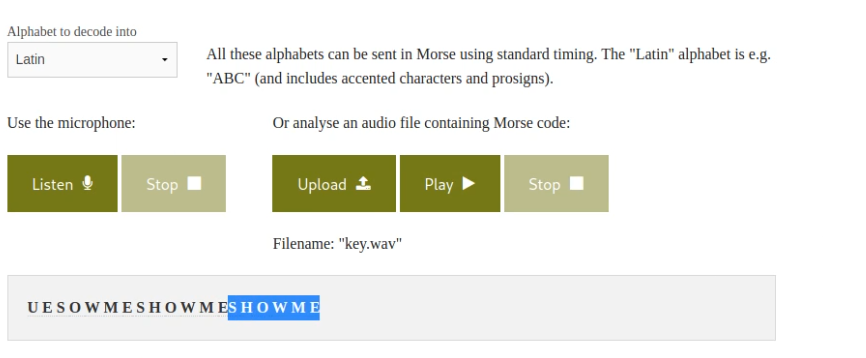 Alphabet to decode into
Latin
All these alphabets can be sent in Morse using standard timing. The "Latin" alphabet is e.g.
"ABC" (and includes accented characters and prosigns).
Use the microphone:
Or analyse an audio file containing Morse code:
Listen
Stop
Upload
Play
Stop
Filename: "key.wav"
U E S O W M E S H O W M E S H O W M E